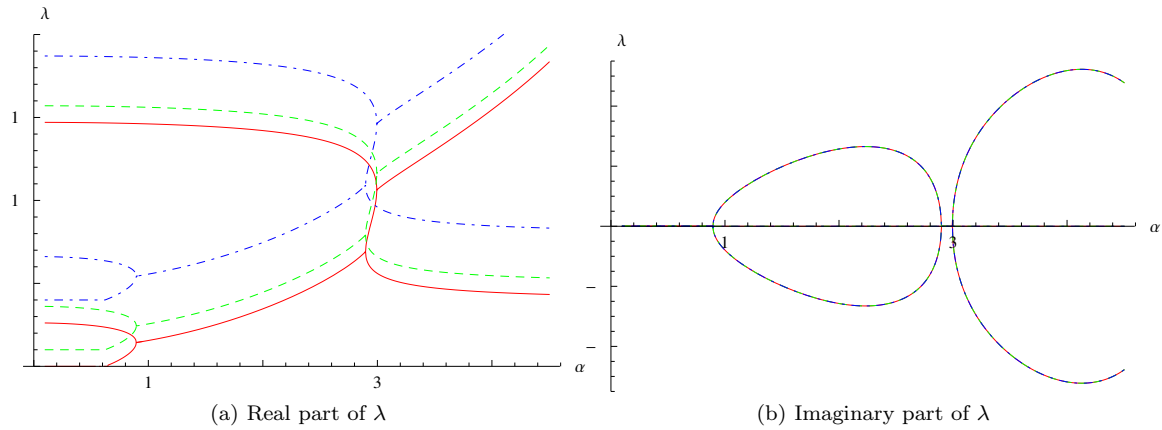 λ
1
1
1
3
α
λ
1
3
α
–
–
(a) Real part of λ
(b) Imaginary part of λ